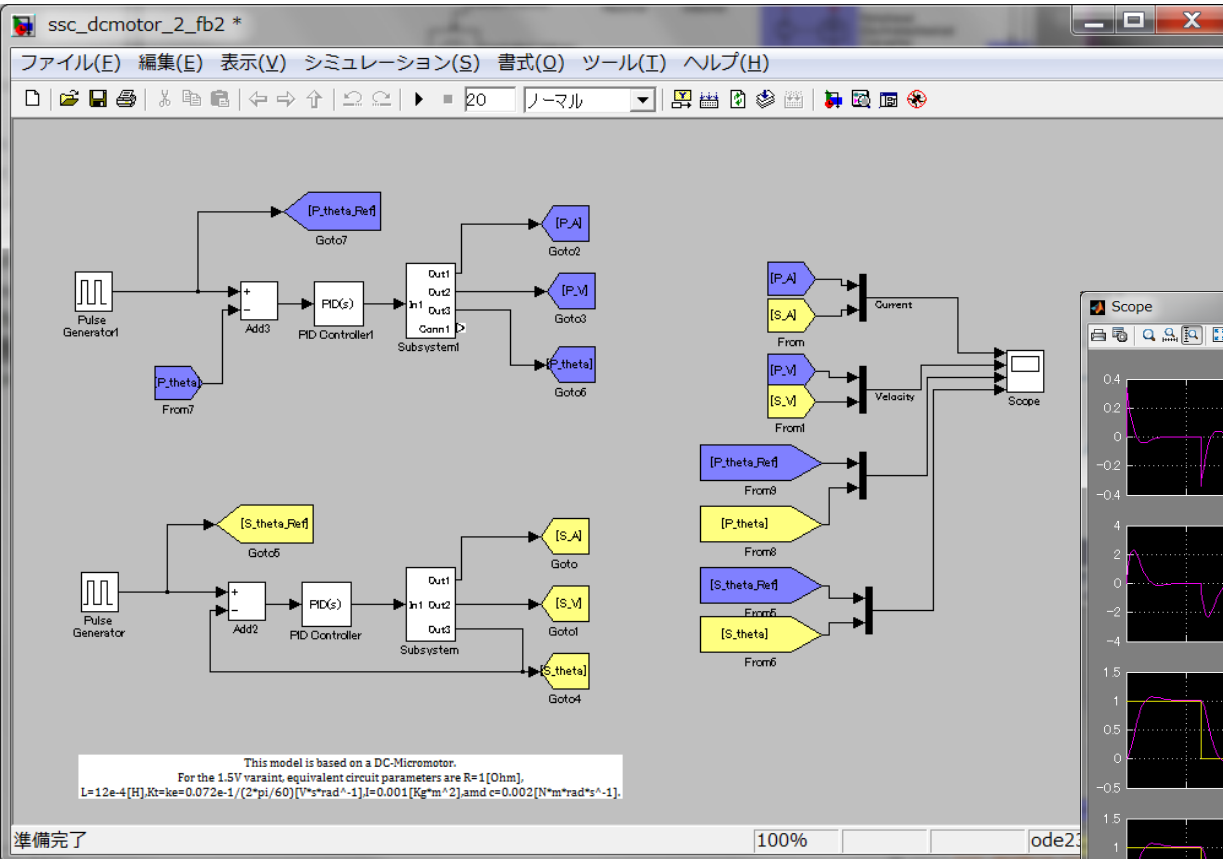 ssc_dcmotor_2_fb2 *
ファイル(F) 編集(E) 表示(V) シミュレーション(S) 書式(O) ツール(T) ヘルプ(H)
20 ノーマル
[P_theta_Ref]
Goto7
[P_A]
Goto2
Pulse
Generator1
+
−
Add3
PID(s)
PID Controller1
In1
Out1
Out2
Out3
Conn1
Subsystem1
[P_V]
Goto3
[P_theta]
Goto6
[P_theta]
From7
[P_A]
[S_A]
From
Current
[P_V]
[S_V]
From1
Velocity
Scope
[P_theta_Ref]
From9
[P_theta]
From8
[S_theta_Ref]
From5
[S_theta]
From6
[S_theta_Ref]
Goto5
[S_A]
Goto
Pulse
Generator
+
−
Add2
PID(s)
PID Controller
In1
Out1
Out2
Out3
Subsystem
[S_V]
Goto1
[S_theta]
Goto4
This model is based on a DC-Micromotor.
For the 1.5V varaint, equivalent circuit parameters are R=1[Ohm],
L=12e-4[H],Kt=ke=0.072e-1/(2*pi/60)[V*s*rad^-1],I=0.001[Kg*m^2],amd c=0.002[N*m*rad*s^-1].
準備完了
100%
ode23
Scope
0.4
0.2
0
−0.2
−0.4
4
2
0
−2
−4
1.5
1
0.5
0
−0.5
1.5
1